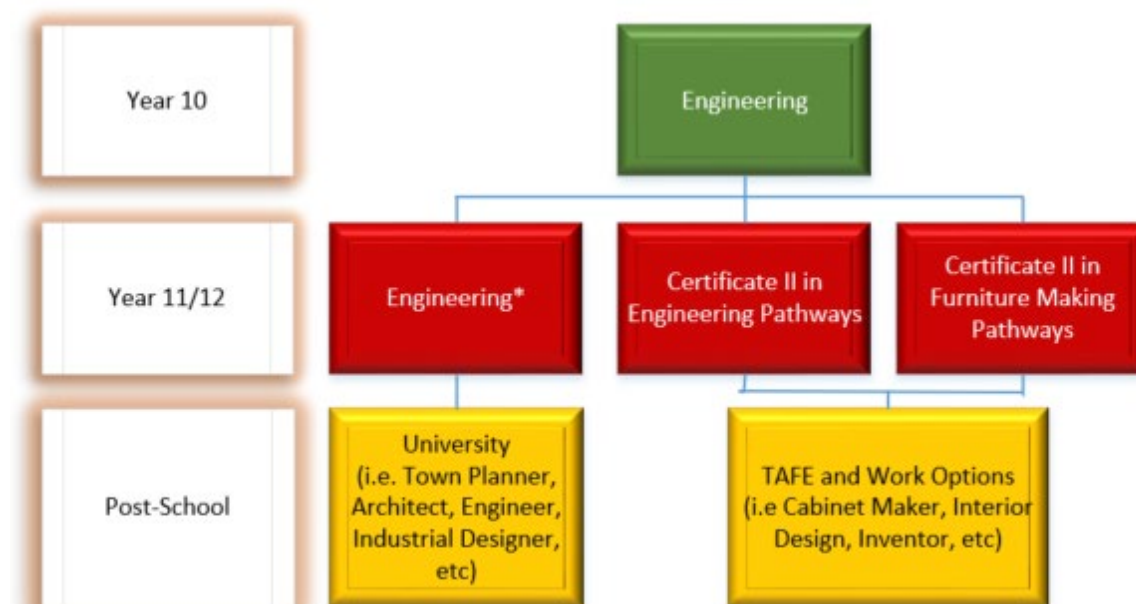 Year 10
Engineering
Year 11/12
Engineering*
Certificate II in
Engineering Pathways
Certificate II in
Furniture Making
Pathways
Post-School
University
(i.e. Town Planner,
Architect, Engineer,
Industrial Designer,
etc)
TAFE and Work Options
(i.e Cabinet Maker, Interior
Design, Inventor, etc)